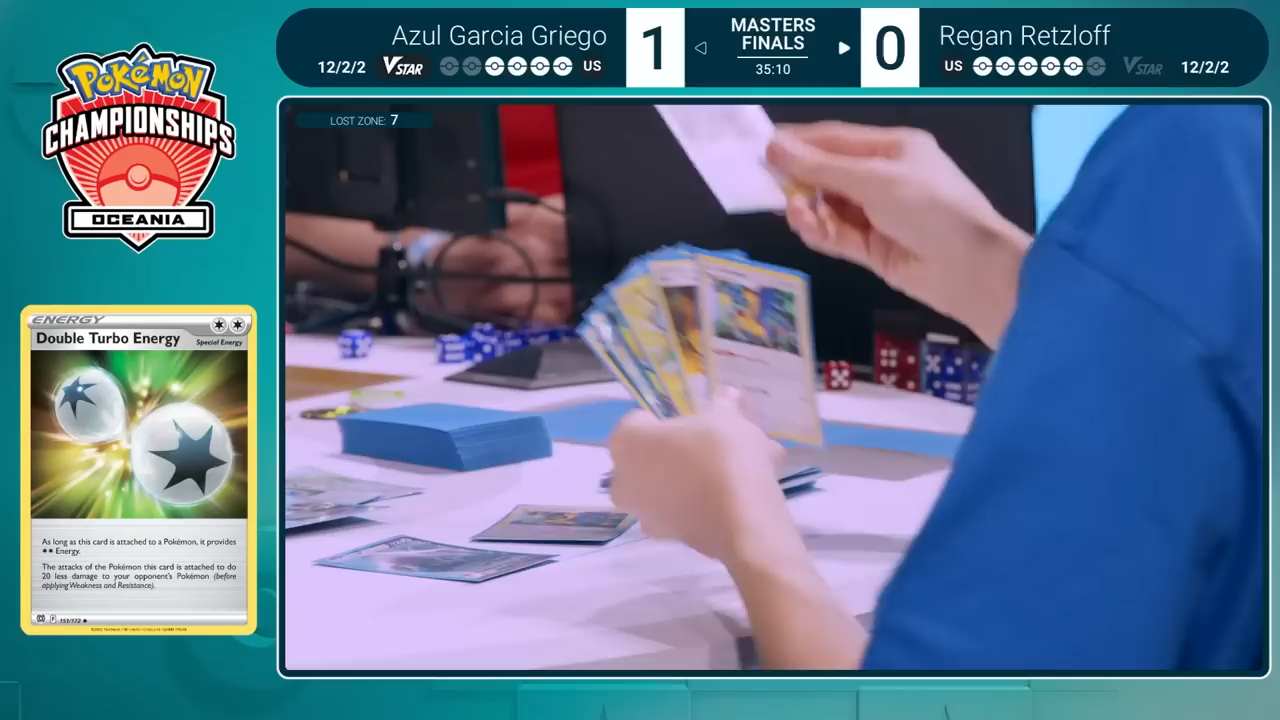 Azul Garcia Griego
12/2/2 VSTAR US
1
MASTERS
FINALS
35:10
0
Regan Retzloff
US VSTAR 12/2/2
LOST ZONE: 7
Pokémon
CHAMPIONSHIPS
OCEANIA
ENERGY
Double Turbo Energy
Special Energy
As long as this card is attached to a Pokémon, it provides
Energy.
The attacks of the Pokémon this card is attached to do
20 less damage to your opponent's Pokémon (before
applying Weakness and Resistance).
151/172